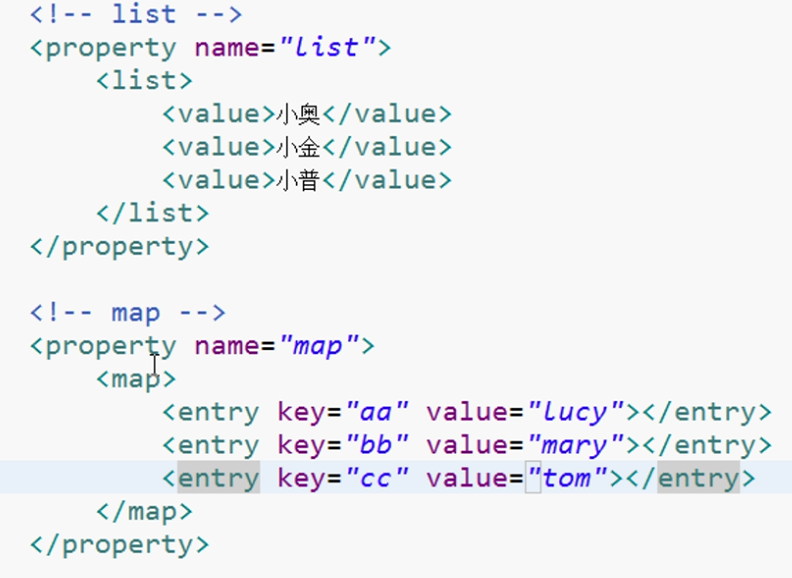 <!-- list -->
<property name="list">
<list>
<value>小奥</value>
<value>小金</value>
<value>小普</value>
</list>
</property>
<!-- map -->
<property name="map">
<map>
<entry key="aa" value="lucy"></entry>
<entry key="bb" value="mary"></entry>
<entry key="cc" value="tom"></entry>
</map>
</property>